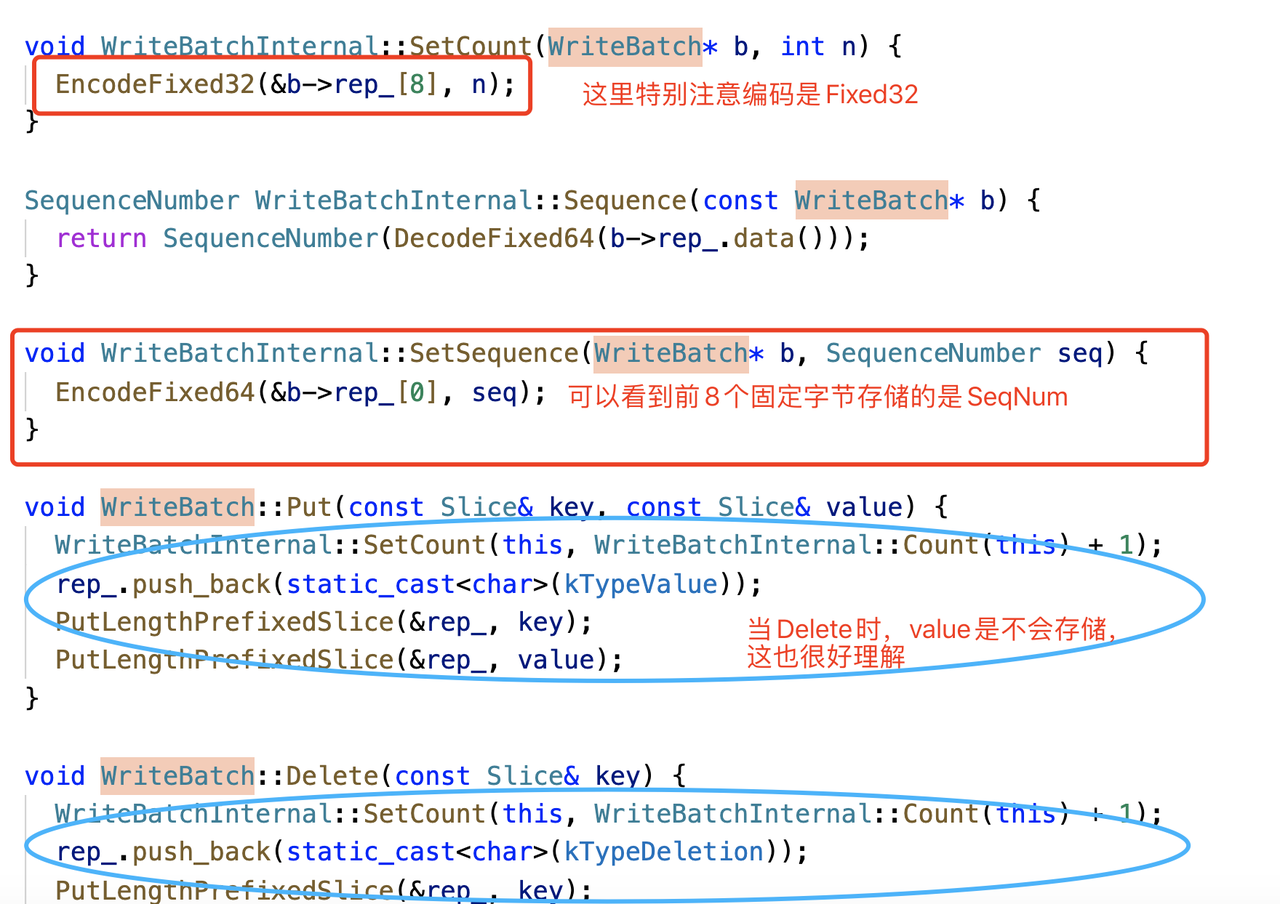 void WriteBatchInternal::SetCount(WriteBatch* b, int n) {
EncodeFixed32(&b->rep_[8], n); 这里特别注意编码是Fixed32
}
SequenceNumber WriteBatchInternal::Sequence(const WriteBatch* b) {
return SequenceNumber(DecodeFixed64(b->rep_.data()));
}
void WriteBatchInternal::SetSequence(WriteBatch* b, SequenceNumber seq) {
EncodeFixed64(&b->rep_[0], seq); 可以看到前8个固定字节存储的是SeqNum
}
void WriteBatch::Put(const Slice& key, const Slice& value) {
WriteBatchInternal::SetCount(this, WriteBatchInternal::Count(this) + 1);
rep_.push_back(static_cast<char>(kTypeValue));
PutLengthPrefixedSlice(&rep_, key);
当Delete时，value是不会存储，
PutLengthPrefixedSlice(&rep_, value);
这也很好理解
}
void WriteBatch::Delete(const Slice& key) {
WriteBatchInternal::SetCount(this, WriteBatchInternal::Count(this) + 1);
rep_.push_back(static_cast<char>(kTypeDeletion));
PutLengthPrefixedSlice(&rep_, key);